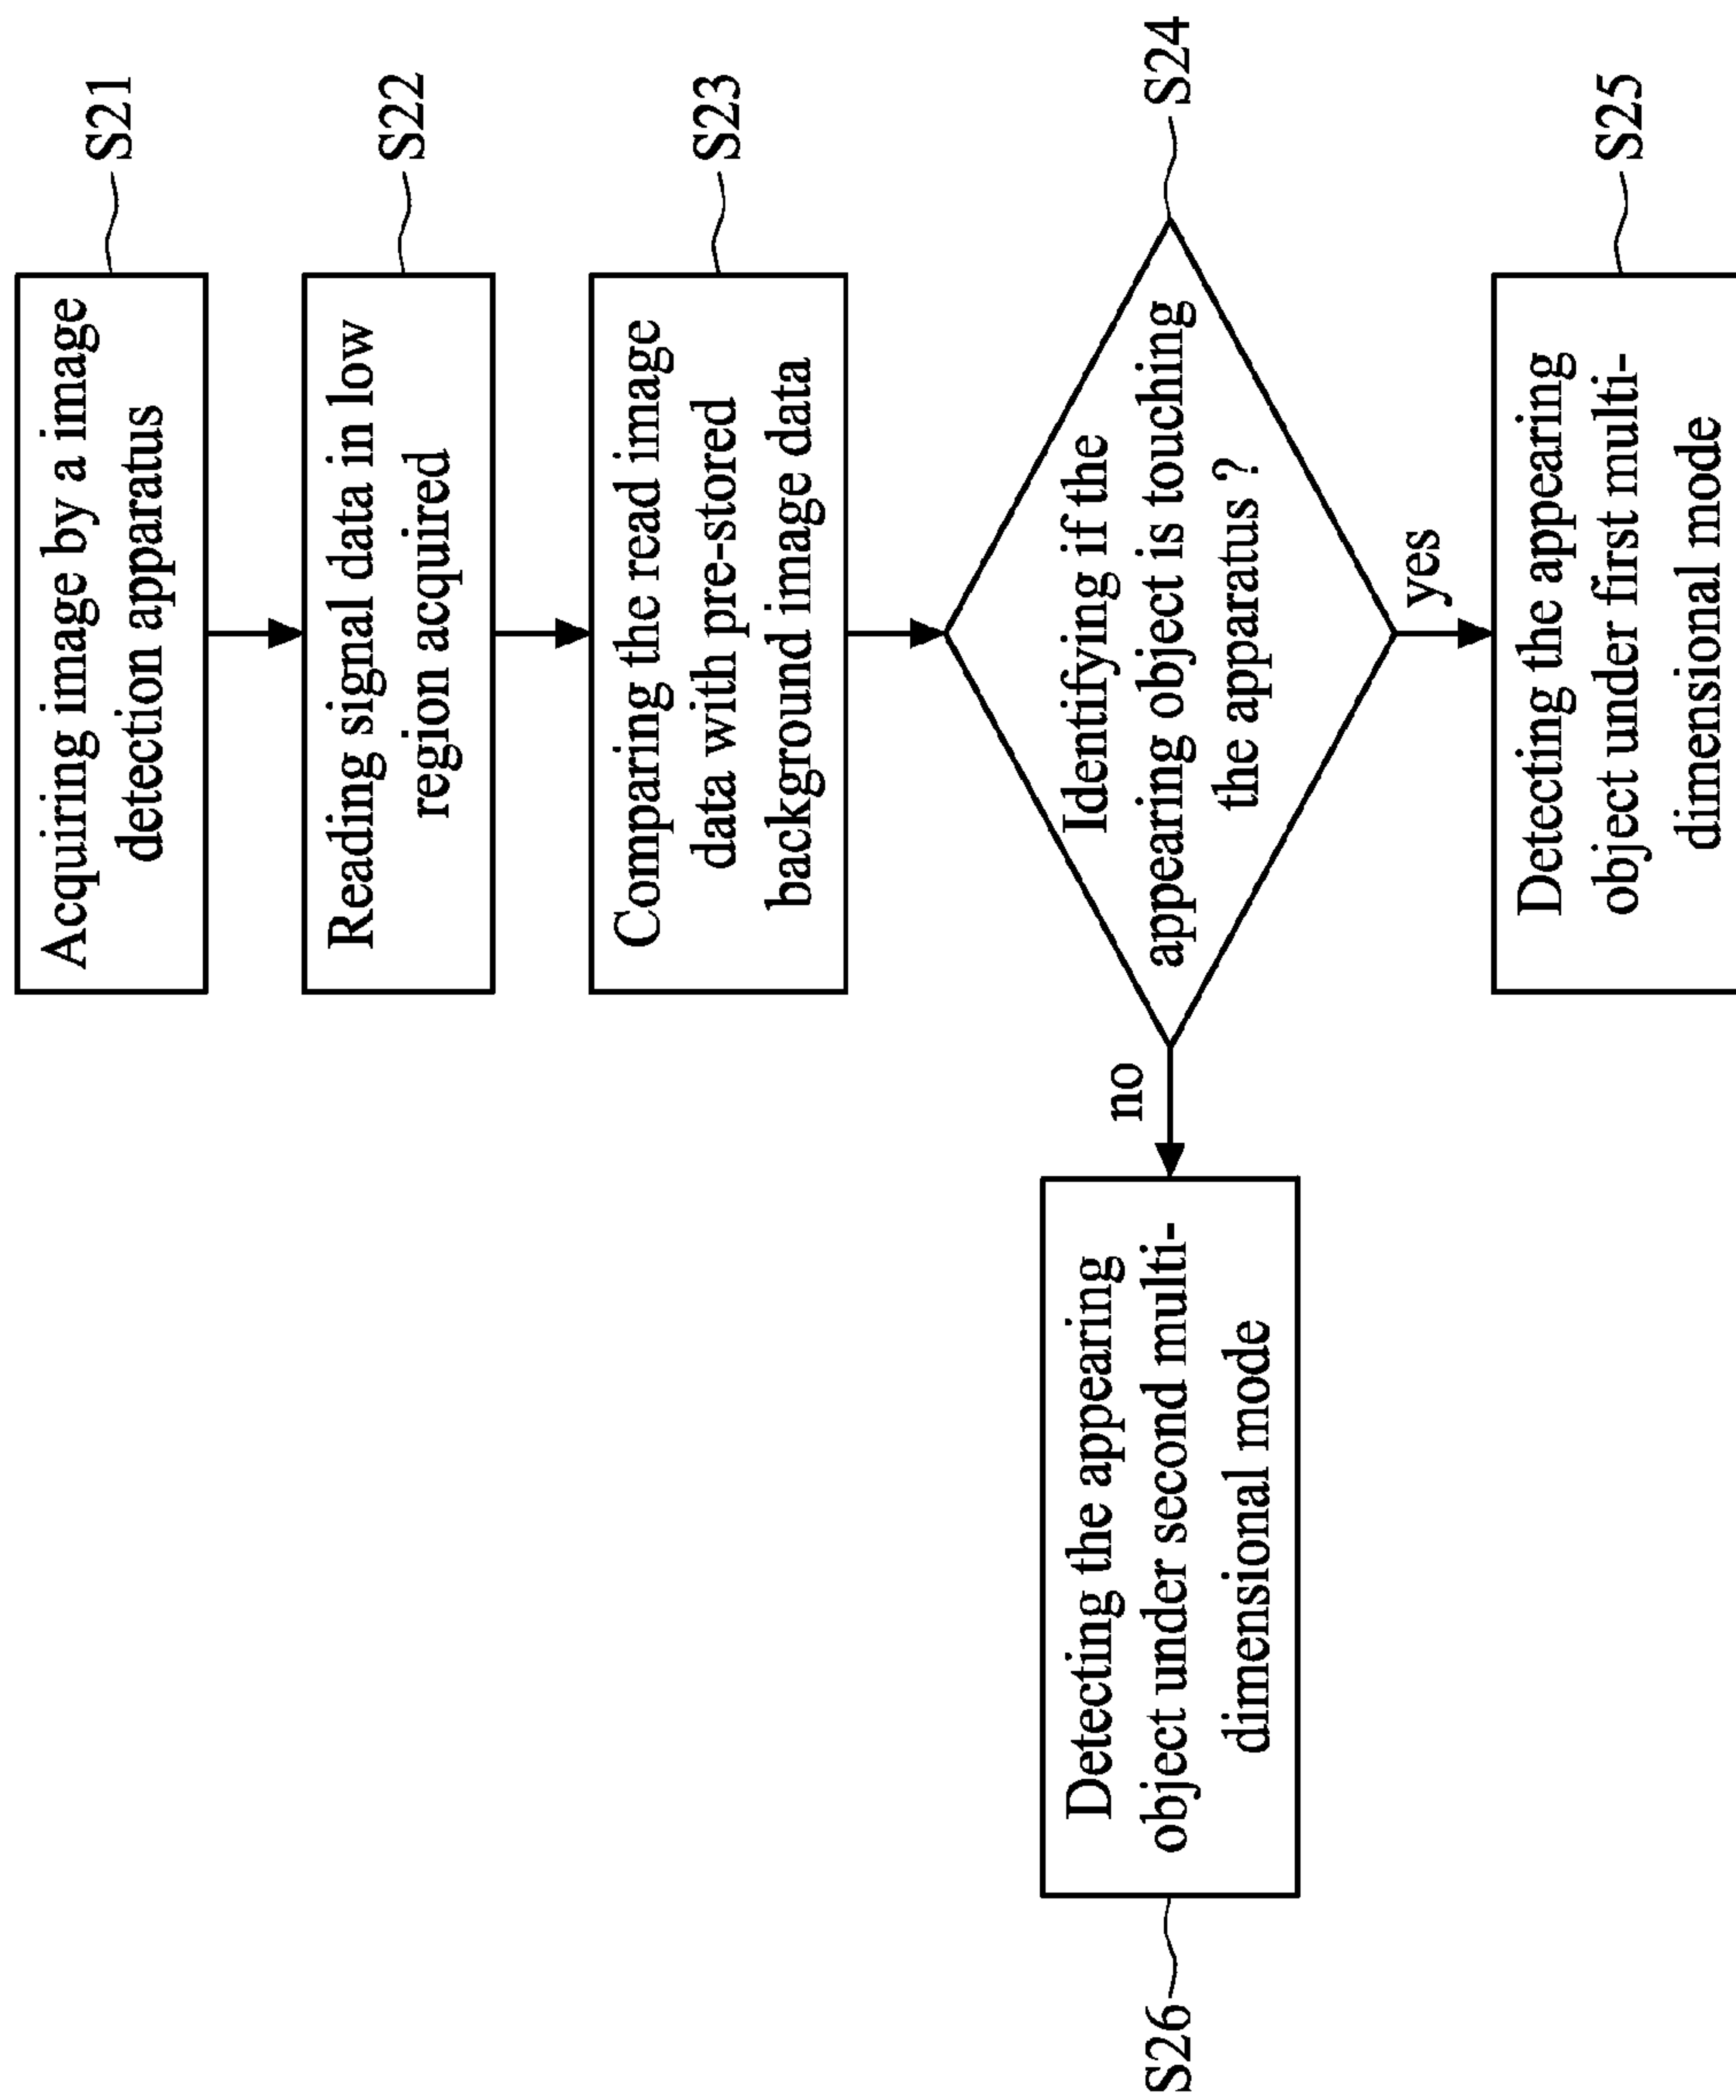 Acquiring image by a image
detection apparatus
S21
Reading signal data in low
region acquired
S22
Comparing the read image
data with pre-stored
background image data
S23
Identifying if the
appearing object is touching
the apparatus ?
S24
no
yes
Detecting the appearing
object under second multi-
dimensional mode
S26
Detecting the appearing
object under first multi-
dimensional mode
S25